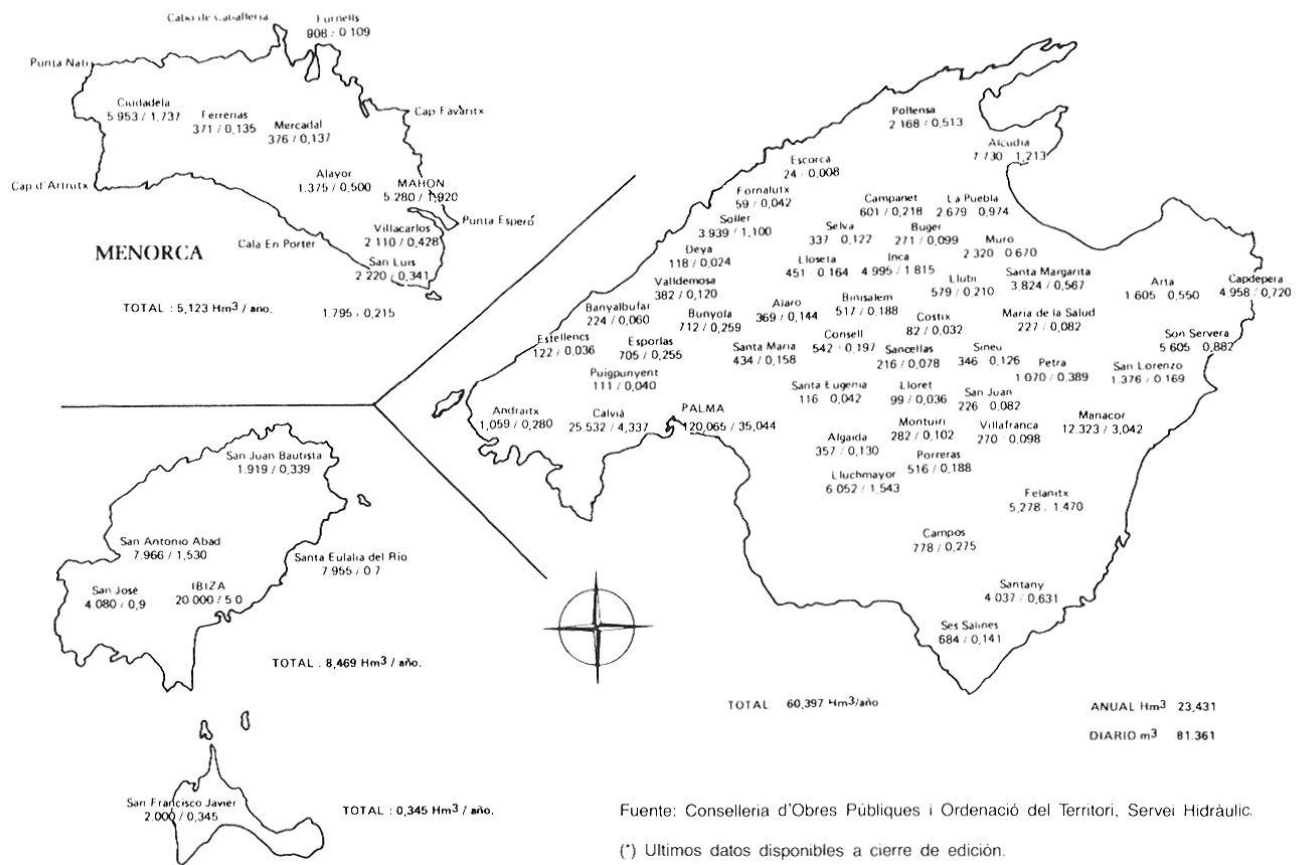 Cabo de Caballeria
Fornells
908 / 0 109
Punta Nati
Ciudadela
5 953 / 1,737
Ferrerias
371 / 0,135
Mercadal
376 / 0,137
Cap Favàritx
Alayor
1.375 / 0,500
MAHON
5.280 / 1,920
Cap d'Artrutx
Punta Esperó
Villacarlos
2 110 / 0,428
Cala En Porter
San Luis
2 220 / 0,341
MENORCA
TOTAL : 5,123 Hm³ / año.
1.795 / 0,215
Pollensa
2 168 / 0,513
Alcudia
1,213
Escorca
24 / 0,008
Fornalutx
59 / 0,042
Campanet
601 / 0,218
La Puebla
2 679 / 0,974
Soller
3 939 / 1,100
Selva
337 / 0,122
Buger
271 / 0,099
Muro
2 320 / 0.670
Deya
118 / 0,024
Lloseta
451 / 0.164
Inca
4 995 / 1 815
Valldemosa
382 / 0,120
Llubi
579 / 0,210
Santa Margarita
3.824 / 0,567
Arta
1 605 / 0,550
Capdepera
4.958 / 0,720
Banyalbufar
224 / 0,060
Bunyola
712 / 0,259
Alaro
369 / 0,144
Binisalem
517 / 0,188
Costix
82 / 0,032
Maria de la Salud
227 / 0,082
Estellencs
122 / 0,036
Esporlas
705 / 0,255
Santa Maria
434 / 0,158
Consell
542 / 0,197
Sancellas
216 / 0,078
Sineu
346 / 0,126
Petra
1 070 / 0,389
San Lorenzo
1.376 / 0 169
Son Servera
5 605 / 0,882
Puigpunyent
111 / 0,040
Santa Eugenia
116 / 0,042
Lloret
99 / 0,036
San Juan
226 / 0.082
Andraitx
1,059 / 0,280
Calvià
25 532 / 4,337
PALMA
120,065 / 35,044
Montuiri
282 / 0,102
Villafranca
270 / 0,098
Manacor
12.323 / 3,042
Algaida
357 / 0,130
Porreras
516 / 0,188
Lluchmayor
6 052 / 1,543
Felanitx
5,278 / 1,470
Campos
778 / 0,275
Santany
4 037 / 0,631
Ses Salines
684 / 0,141
San Juan Bautista
1.919 / 0,339
San Antonio Abad
7.966 / 1,530
Santa Eulalia del Rio
7.955 / 0 7
San José
4.080 / 0,9
IBIZA
20 000 / 5 0
TOTAL : 8,469 Hm³ / año.
San Francisco Javier
2.000 / 0,345
TOTAL : 0,345 Hm³ / año.
TOTAL 60,397 Hm³/año
ANUAL Hm³ 23,431
DIARIO m³ 81.361
Fuente: Conselleria d'Obres Públiques i Ordenació del Territori, Servei Hidràulic.
(*) Ultimos datos disponibles a cierre de edición.